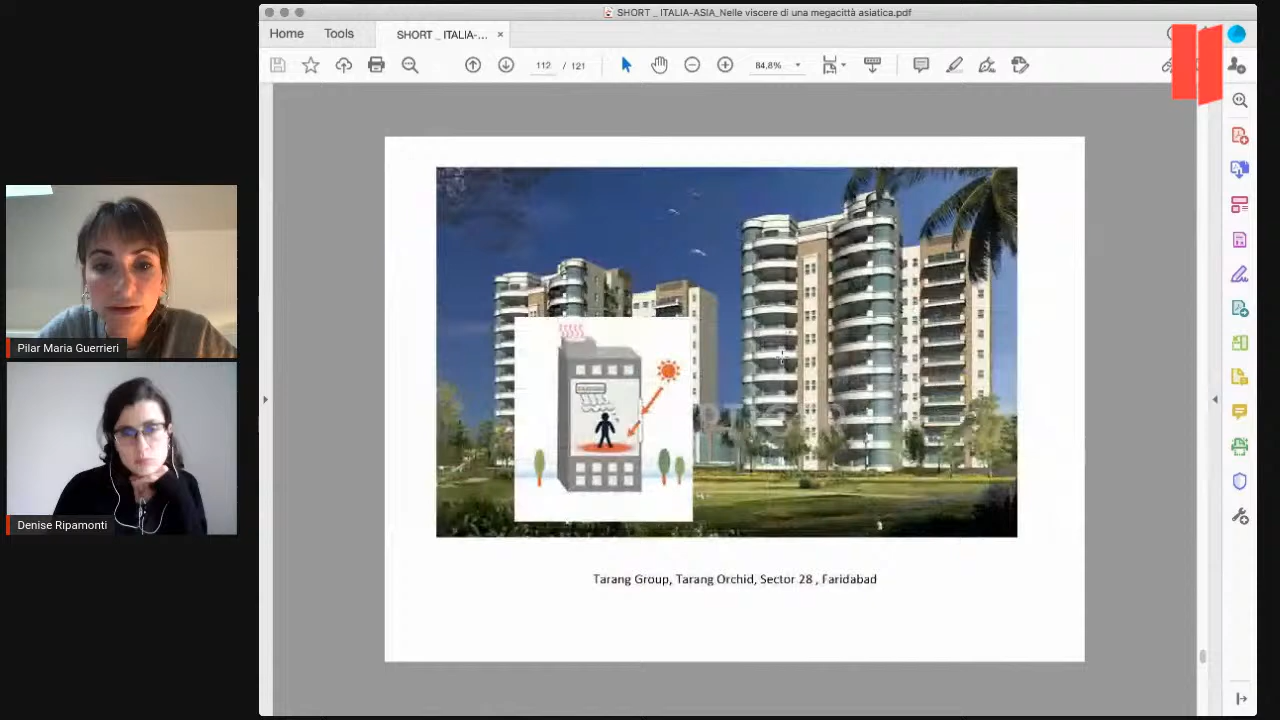 SHORT _ ITALIA-ASIA_Nelle viscere di una megacittà asiatica.pdf
Home
Tools
SHORT _ ITALIA-...
112 / 121
84,8%
Pilar Maria Guerrieri
Denise Ripamonti
Tarang Group, Tarang Orchid, Sector 28 , Faridabad